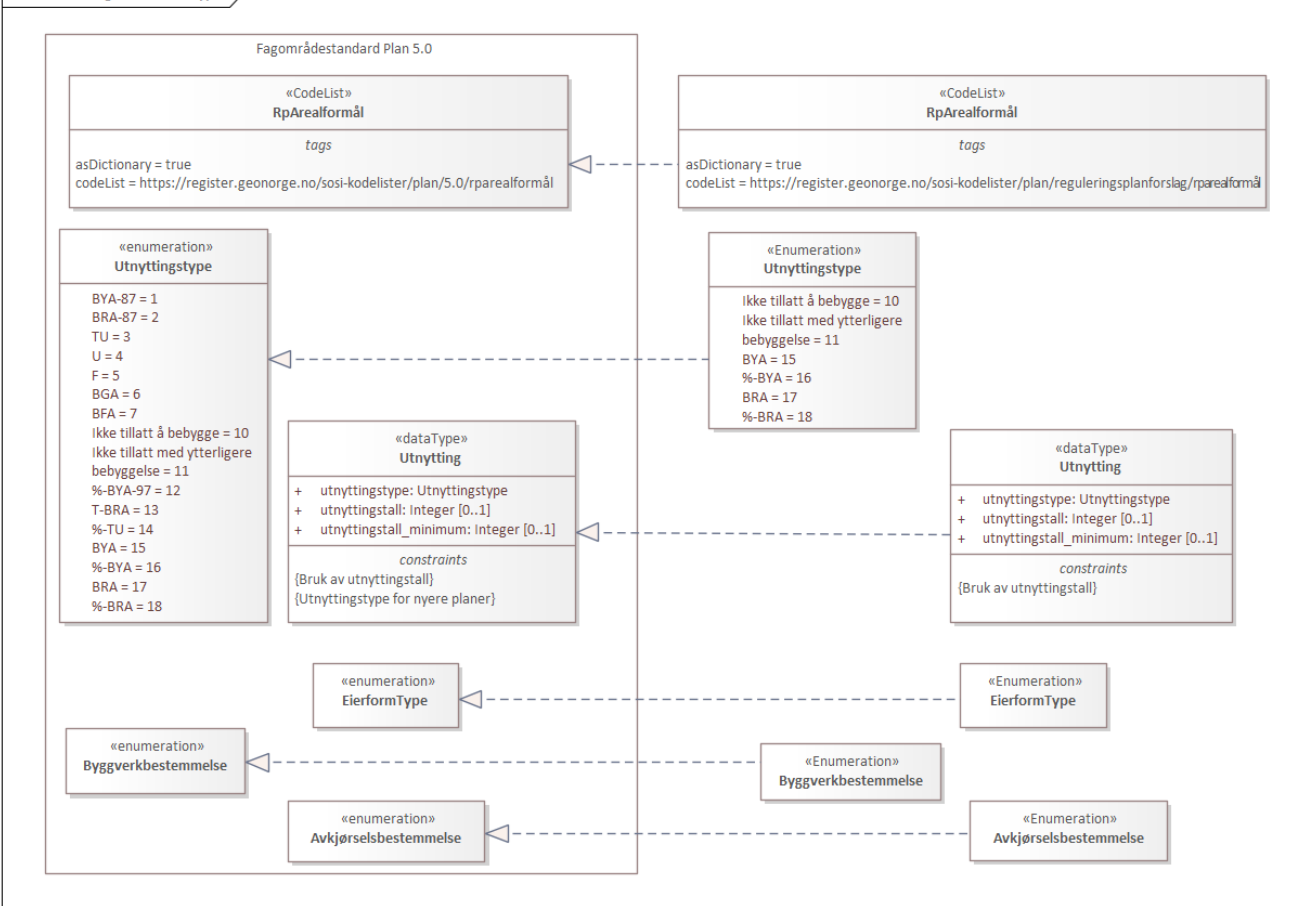 Fagområdestandard Plan 5.0
«CodeList»
RpArealformål
tags
asDictionary = true
codeList = https://register.geonorge.no/sosi-kodelister/plan/5.0/rparealformål
«CodeList»
RpArealformål
tags
asDictionary = true
codeList = https://register.geonorge.no/sosi-kodelister/plan/reguleringsplanforslag/rparealformål
«enumeration»
Utnyttingstype
BYA-87 = 1
BRA-87 = 2
TU = 3
U = 4
F = 5
BGA = 6
BFA = 7
Ikke tillatt å bebygge = 10
Ikke tillatt med ytterligere
bebyggelse = 11
%-BYA-97 = 12
T-BRA = 13
%-TU = 14
BYA = 15
%-BYA = 16
BRA = 17
%-BRA = 18
«Enumeration»
Utnyttingstype
Ikke tillatt å bebygge = 10
Ikke tillatt med ytterligere
bebyggelse = 11
BYA = 15
%-BYA = 16
BRA = 17
%-BRA = 18
«dataType»
Utnytting
+ utnyttingstype: Utnyttingstype
+ utnyttingstall: Integer [0..1]
+ utnyttingstall_minimum: Integer [0..1]
constraints
{Bruk av utnyttingstall}
{Utnyttingstype for nyere planer}
«dataType»
Utnytting
+ utnyttingstype: Utnyttingstype
+ utnyttingstall: Integer [0..1]
+ utnyttingstall_minimum: Integer [0..1]
constraints
{Bruk av utnyttingstall}
«enumeration»
EierformType
«Enumeration»
EierformType
«enumeration»
Byggverkbestemmelse
«Enumeration»
Byggverkbestemmelse
«enumeration»
Avkjørselsbestemmelse
«Enumeration»
Avkjørselsbestemmelse